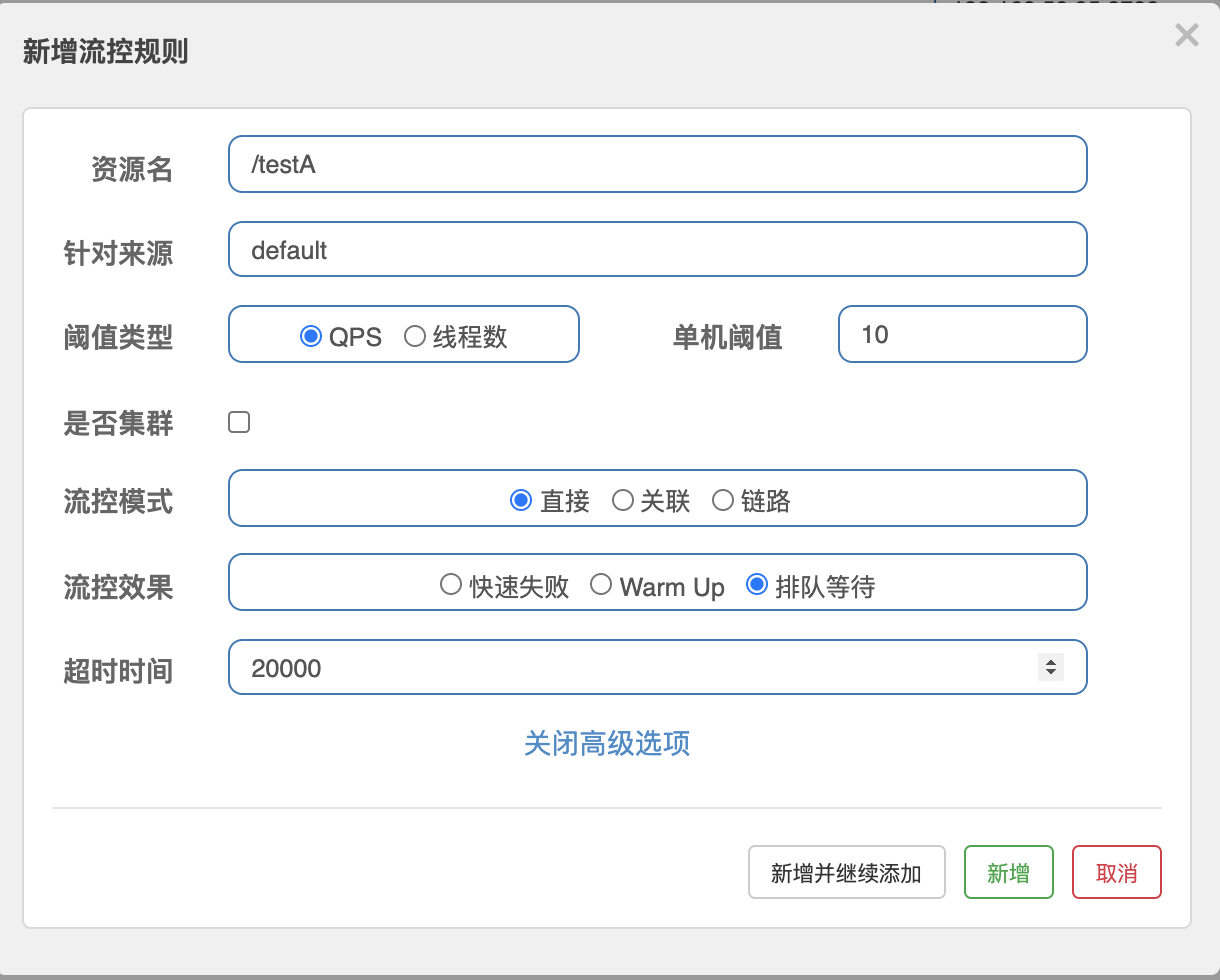 新增流控规则
资源名 /testA
针对来源 default
阈值类型 QPS 线程数 单机阈值 10
是否集群
流控模式 直接 关联 链路
流控效果 快速失败 Warm Up 排队等待
超时时间 20000
关闭高级选项
新增并继续添加 新增 取消